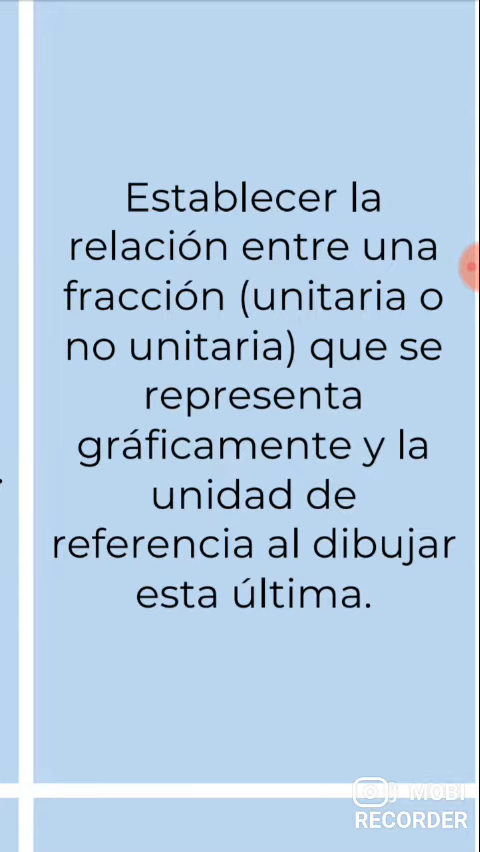 Establecer la
relación entre una
fracción (unitaria o
no unitaria) que se
representa
gráficamente y la
unidad de
referencia al dibujar
esta última.
MOBI
RECORDER